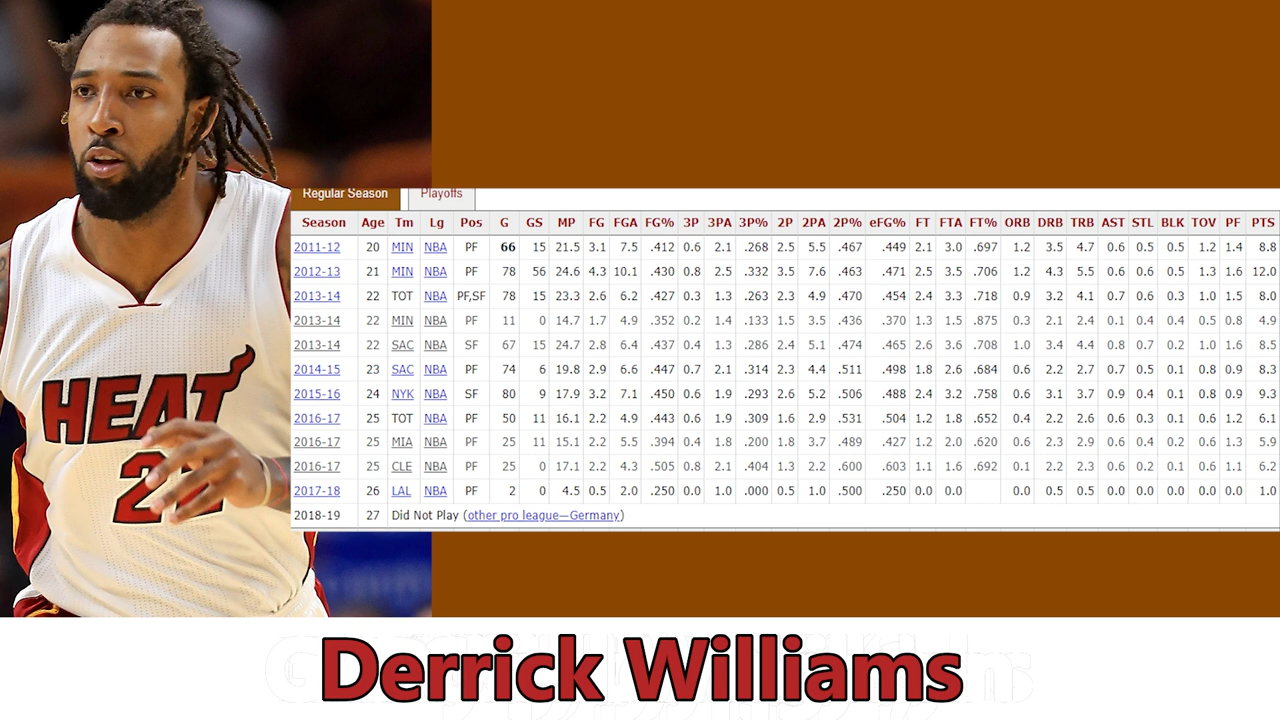 HEAT
Regular Season Playoffs
Season Age Tm Lg Pos G GS MP FG FGA FG% 3P 3PA 3P% 2P 2PA 2P% eFG% FT FTA FT% ORB DRB TRB AST STL BLK TOV PF PTS
2011-12 20 MIN NBA PF 66 15 21.5 3.1 7.5 .412 0.6 2.1 .268 2.5 5.5 .467 .449 2.1 3.0 .697 1.2 3.5 4.7 0.6 0.5 0.5 1.2 1.4 8.8
2012-13 21 MIN NBA PF 78 56 24.6 4.3 10.1 .430 0.8 2.5 .332 3.5 7.6 .463 .471 2.5 3.5 .706 1.2 4.3 5.5 0.6 0.6 0.5 1.3 1.6 12.0
2013-14 22 TOT NBA PF,SF 78 15 23.3 2.6 6.2 .427 0.3 1.3 .263 2.3 4.9 .470 .454 2.4 3.3 .718 0.9 3.2 4.1 0.7 0.6 0.3 1.0 1.5 8.0
2013-14 22 MIN NBA PF 11 0 14.7 1.7 4.9 .352 0.2 1.4 .133 1.5 3.5 .436 .370 1.3 1.5 .875 0.3 2.1 2.4 0.1 0.4 0.4 0.5 0.8 4.9
2013-14 22 SAC NBA SF 67 15 24.7 2.8 6.4 .437 0.4 1.3 .286 2.4 5.1 .474 .465 2.6 3.6 .708 1.0 3.4 4.4 0.8 0.7 0.2 1.0 1.6 8.5
2014-15 23 SAC NBA PF 74 6 19.8 2.9 6.6 .447 0.7 2.1 .314 2.3 4.4 .511 .498 1.8 2.6 .684 0.6 2.2 2.7 0.7 0.5 0.1 0.8 0.9 8.3
2015-16 24 NYK NBA SF 80 9 17.9 3.2 7.1 .450 0.6 1.9 .293 2.6 5.2 .506 .488 2.4 3.2 .758 0.6 3.1 3.7 0.9 0.4 0.1 0.8 0.9 9.3
2016-17 25 TOT NBA PF 50 11 16.1 2.2 4.9 .443 0.6 1.9 .309 1.6 2.9 .531 .504 1.2 1.8 .652 0.4 2.2 2.6 0.6 0.3 0.1 0.6 1.2 6.1
2016-17 25 MIA NBA PF 25 11 15.1 2.2 5.5 .394 0.4 1.8 .200 1.8 3.7 .489 .427 1.2 2.0 .620 0.6 2.3 2.9 0.6 0.4 0.2 0.6 1.3 5.9
2016-17 25 CLE NBA PF 25 0 17.1 2.2 4.3 .505 0.8 2.1 .404 1.3 2.2 .600 .603 1.1 1.6 .692 0.1 2.2 2.3 0.6 0.2 0.1 0.6 1.1 6.2
2017-18 26 LAL NBA PF 2 0 4.5 0.5 2.0 .250 0.0 1.0 .000 0.5 1.0 .500 .250 0.0 0.0 0.0 0.5 0.5 0.0 0.0 0.0 0.0 0.0 1.0
2018-19 27 Did Not Play (other pro league—Germany)
Derrick Williams